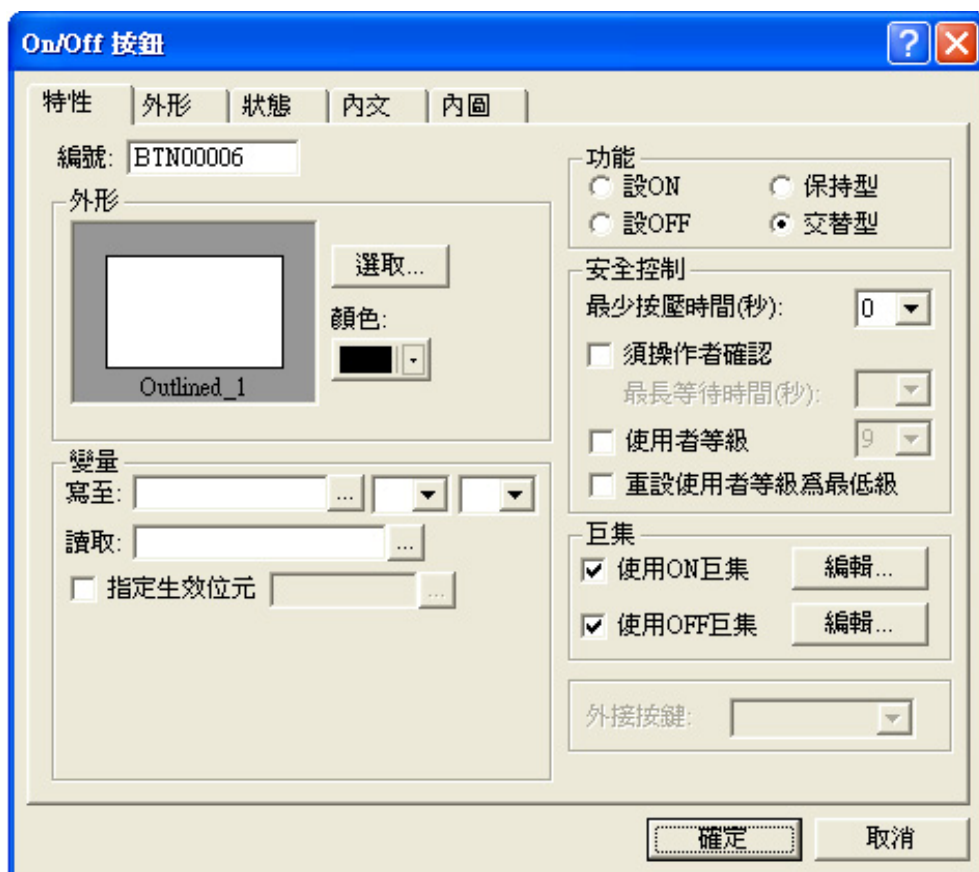 On/Off 按鈕
特性 外形 狀態 內文 內圖
編號: BTN00006
外形
Outlined_1
選取...
顏色:
變量
寫至: ...
讀取: ...
指定生效位元 ...
功能
設ON 保持型
設OFF 交替型
安全控制
最少按壓時間(秒): 0
須操作者確認
最長等待時間(秒):
使用者等級 9
重設使用者等級為最低級
巨集
使用ON巨集 編輯...
使用OFF巨集 編輯...
外接按鍵:
確定 取消